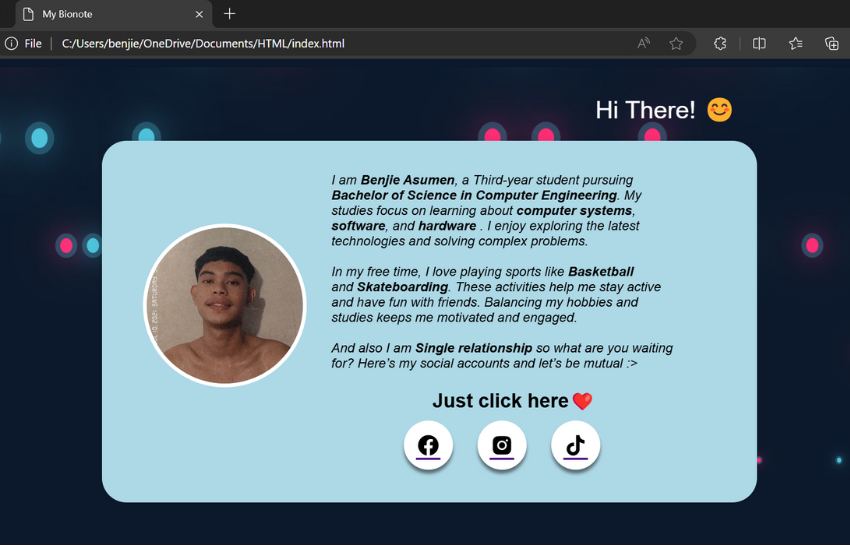 My Bionote
File
C:/Users/benjie/OneDrive/Documents/HTML/index.html
Hi There! 😊
I am Benjie Asumen, a Third-year student pursuing
Bachelor of Science in Computer Engineering. My
studies focus on learning about computer systems,
software, and hardware . I enjoy exploring the latest
technologies and solving complex problems.
In my free time, I love playing sports like Basketball
and Skateboarding. These activities help me stay active
and have fun with friends. Balancing my hobbies and
studies keeps me motivated and engaged.
And also I am Single relationship so what are you waiting
for? Here's my social accounts and let's be mutual :>
Just click here❤️